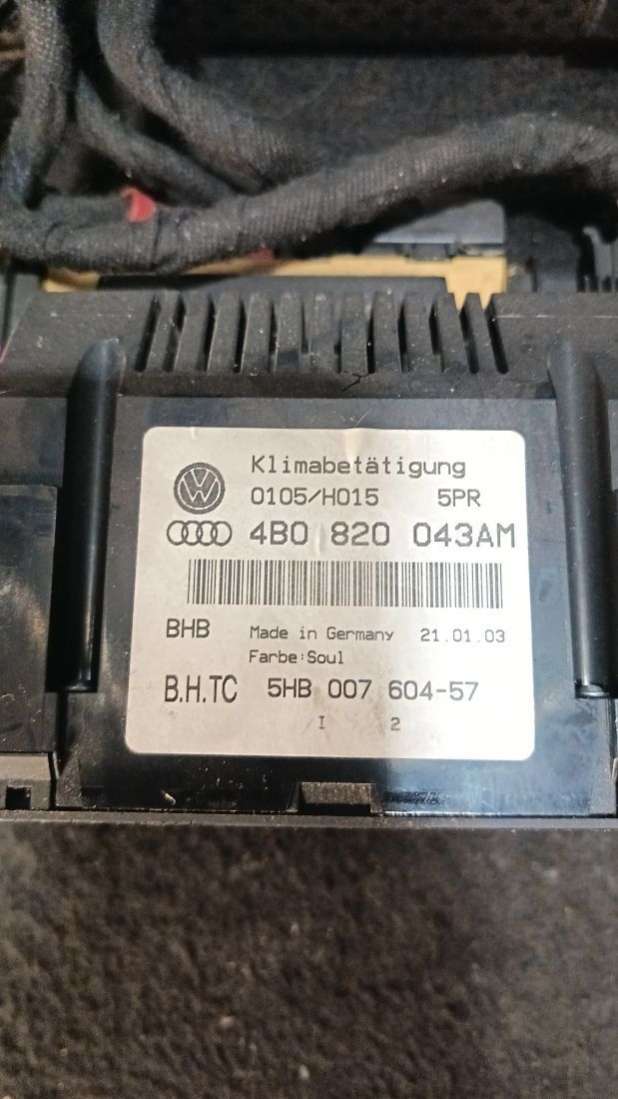 Klimabetätigung
0105/H015 5PR
4B0 820 043AM
BHB Made in Germany 21.01.03
Farbe:Soul
B.H.TC 5HB 007 604-57
I 2